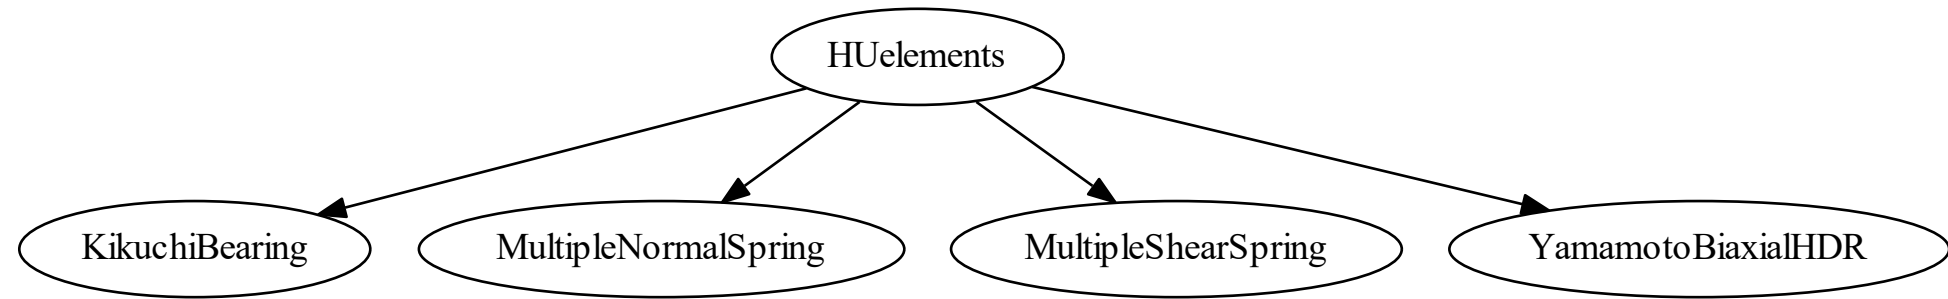 HUelements
KikuchiBearing
MultipleNormalSpring
MultipleShearSpring
YamamotoBiaxialHDR